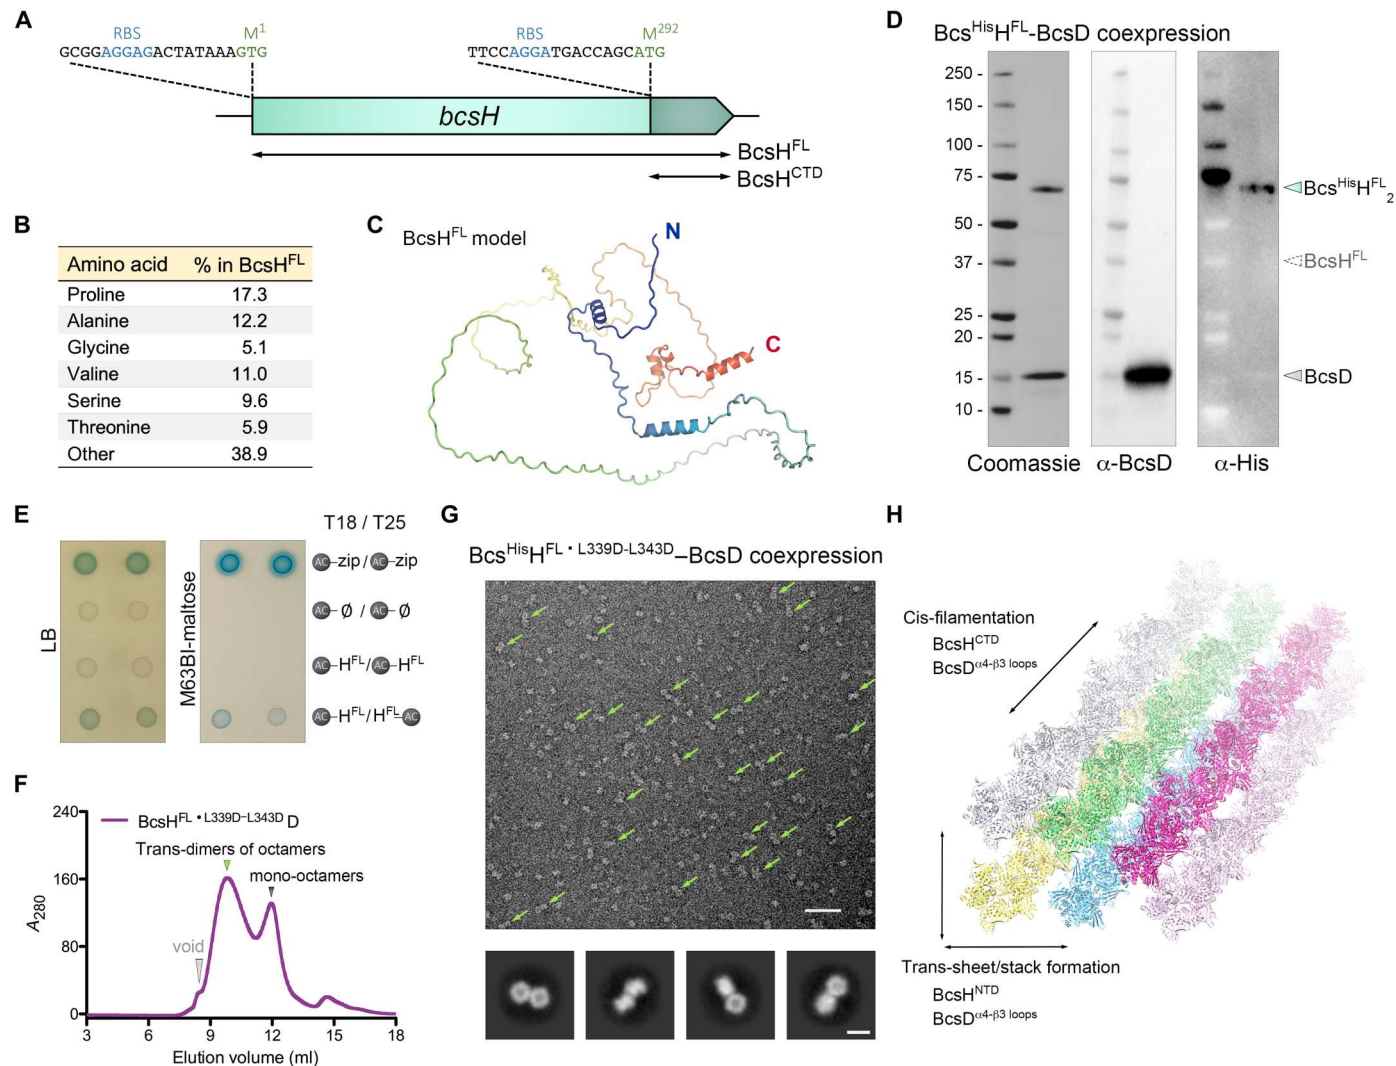 A
RBS M¹
GCGGAGGAGACTATAAAGTG
RBS M²⁹²
TTCCAGGATGACCAGCATG
bcsH
BcsHᶠᴸ
BcsHᶜᵀᴰ
B
Amino acid % in BcsHᶠᴸ
Proline 17.3
Alanine 12.2
Glycine 5.1
Valine 11.0
Serine 9.6
Threonine 5.9
Other 38.9
C
BcsHᶠᴸ model
N
C
D
BcsᴴⁱˢHᶠᴸ-BcsD coexpression
250 -
150 -
100 -
75 -
50 -
37 -
25 -
20 -
15 -
10 -
BcsᴴⁱˢHᶠᴸ₂
BcsHᶠᴸ
BcsD
Coomassie α-BcsD α-His
E
T18 / T25
LB
M63BI-maltose
AC-zip / AC-zip
AC-Ø / AC-Ø
AC-Hᶠᴸ/AC-Hᶠᴸ
AC-Hᶠᴸ/Hᶠᴸ-AC
F
BcsHᶠᴸ • ᴸ³³⁹ᴰ⁻ᴸ³⁴³ᴰ D
Trans-dimers of octamers
mono-octamers
void
A₂₈₀
240
160
80
0
3 6 9 12 15 18
Elution volume (ml)
G
BcsᴴⁱˢHᶠᴸ • ᴸ³³⁹ᴰ⁻ᴸ³⁴³ᴰ–BcsD coexpression
H
Cis-filamentation
BcsHᶜᵀᴰ
BcsDᵅ⁴⁻ᵝ³ ˡᵒᵒᵖˢ
Trans-sheet/stack formation
BcsHᴺᵀᴰ
BcsDᵅ⁴⁻ᵝ³ ˡᵒᵒᵖˢ